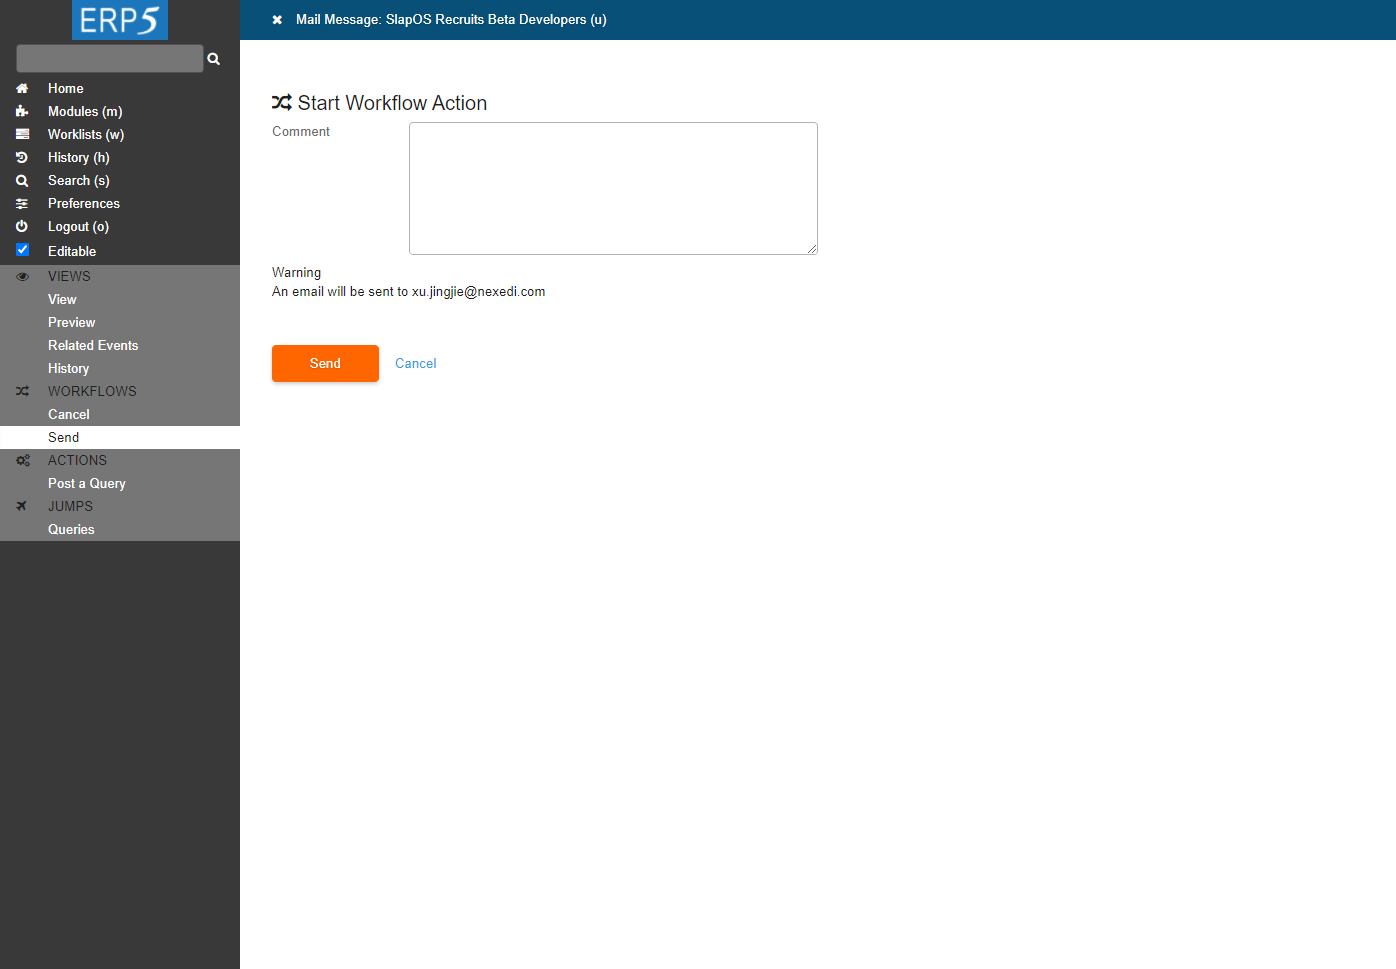 ERP5
Mail Message: SlapOS Recruits Beta Developers (u)
Home
Modules (m)
Worklists (w)
History (h)
Search (s)
Preferences
Logout (o)
Editable
VIEWS
View
Preview
Related Events
History
WORKFLOWS
Cancel
Send
ACTIONS
Post a Query
JUMPS
Queries
Start Workflow Action
Comment
Warning
An email will be sent to xu.jingjie@nexedi.com
Send Cancel